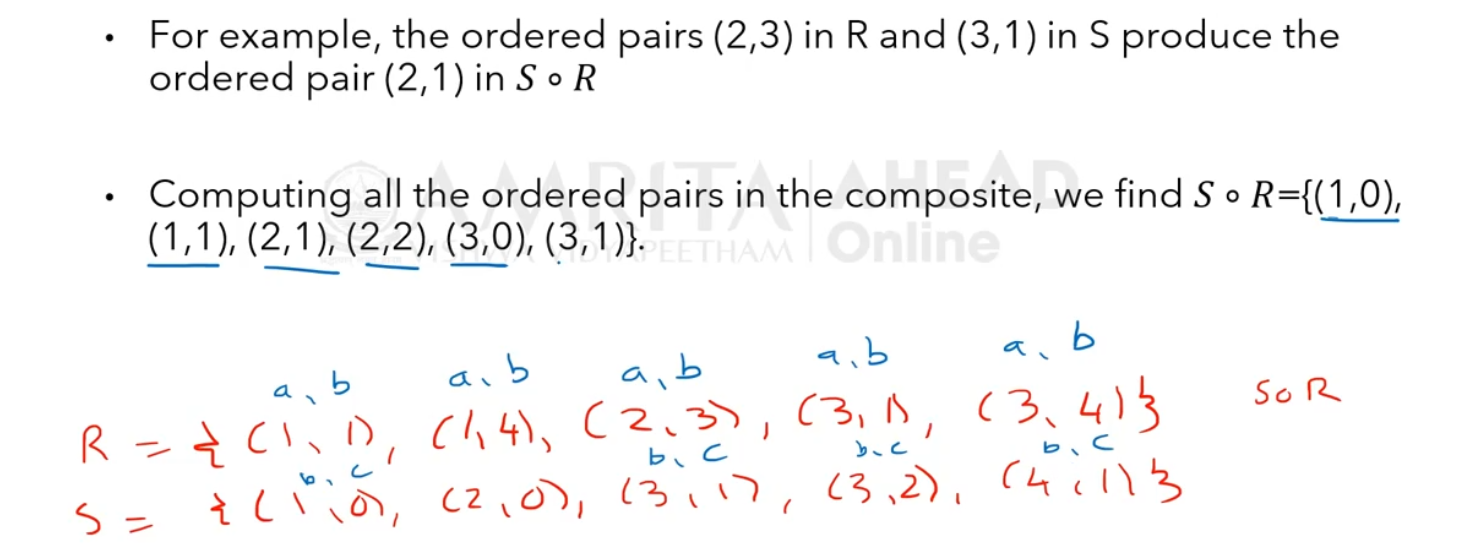 • For example, the ordered pairs (2,3) in R and (3,1) in S produce the
ordered pair (2,1) in S ∘ R
AMRITA AHEAD
VISHWA VIDYAPEETHAM Online
• Computing all the ordered pairs in the composite, we find S ∘ R={(1,0),
(1,1), (2,1), (2,2), (3,0), (3,1)}.
a, b a, b a, b a, b a, b
R = { (1, 1), (1, 4), (2, 3), (3, 1), (3, 4)} SoR
b, c b, c b, c b, c
S = {(1, 0), (2, 0), (3, 1), (3, 2), (4, 1)}